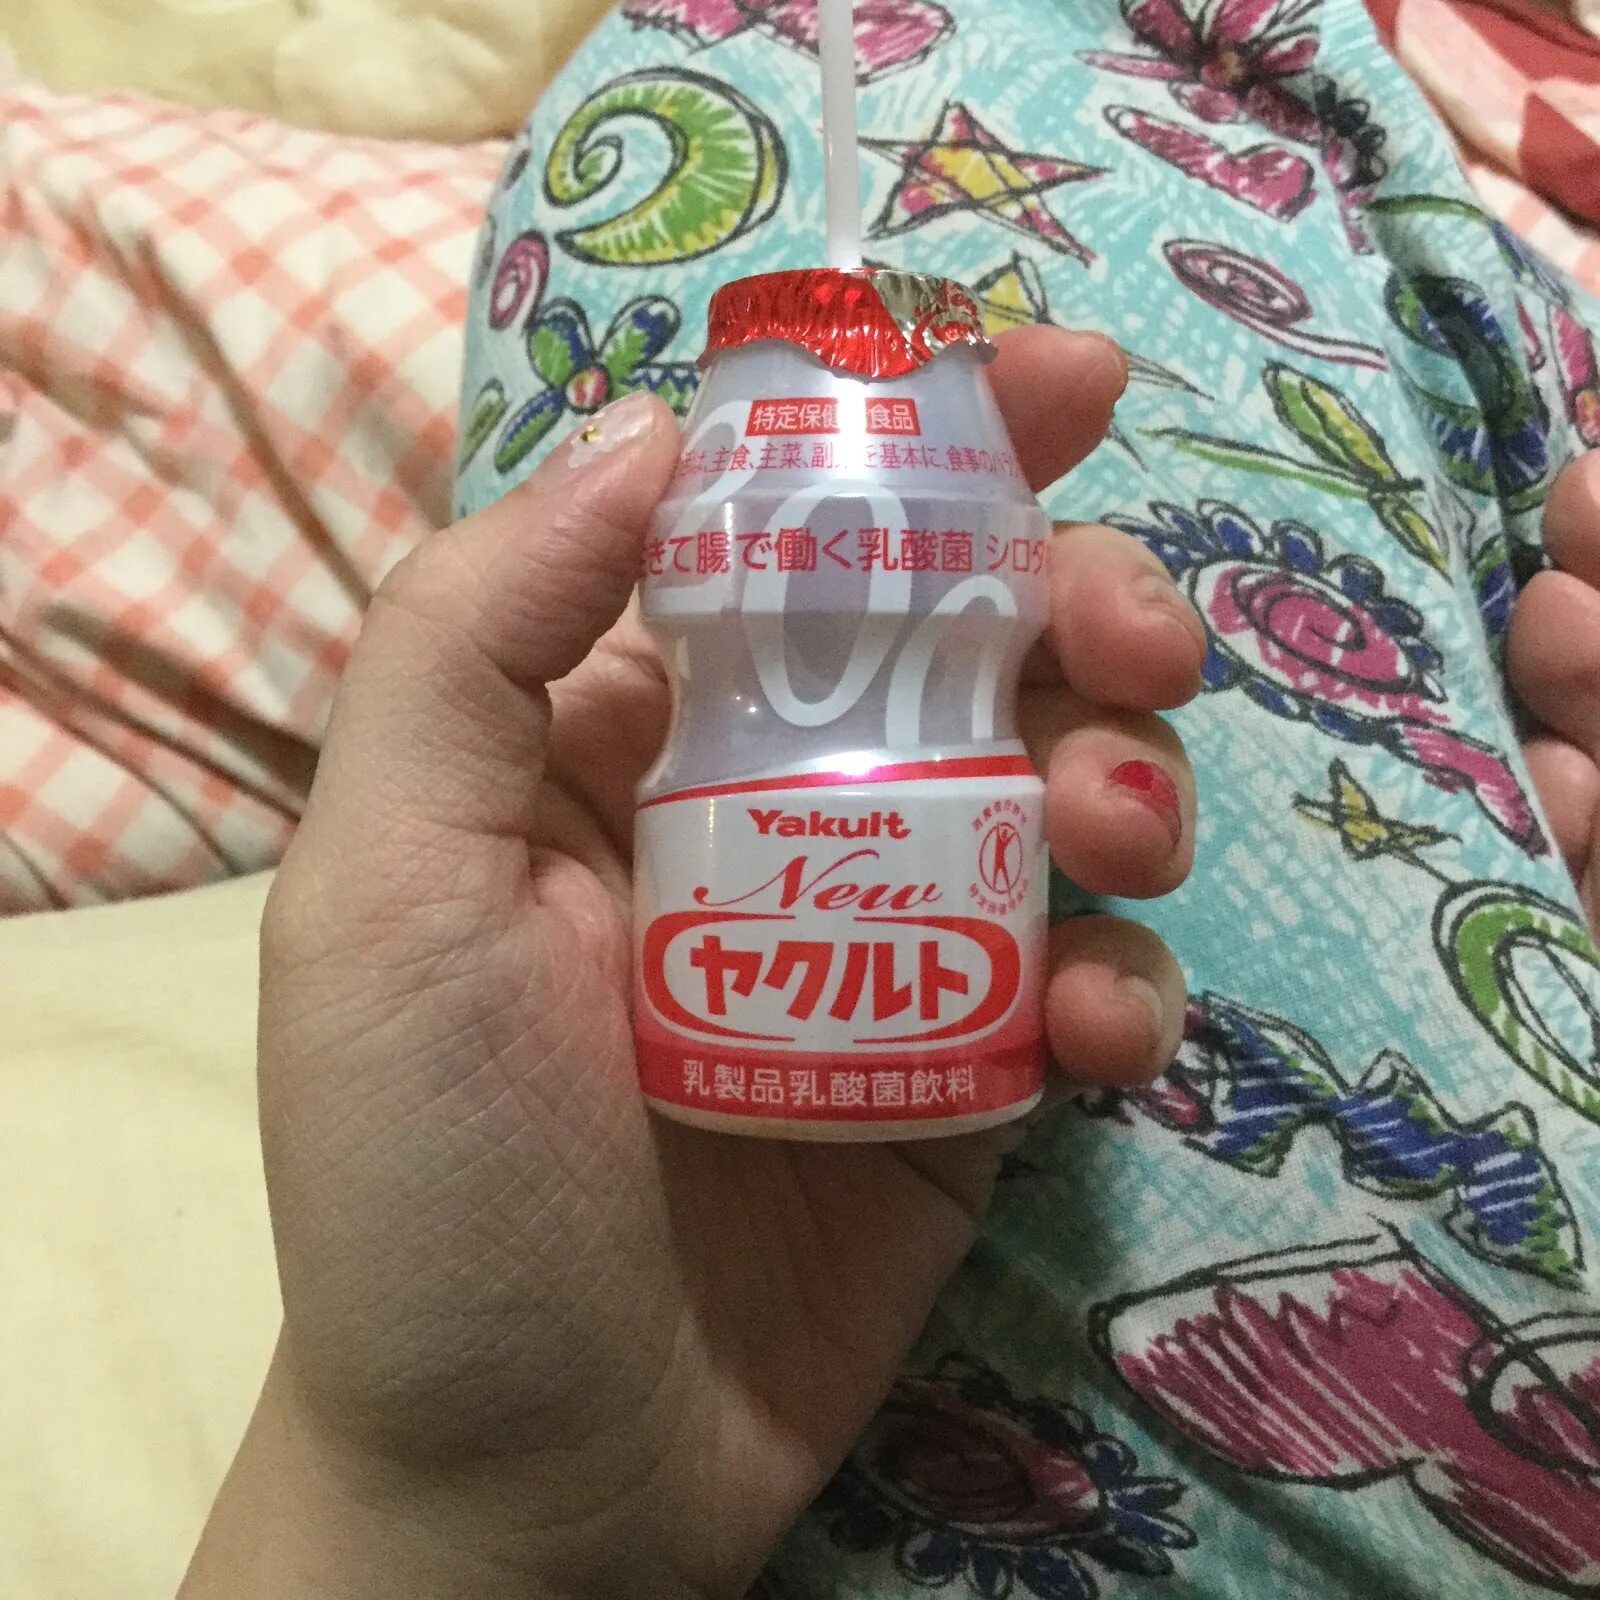 特定保健 食品
は、主食、主菜、副 を基本に、食事のバラ
きて腸で働く乳酸菌 シロタ
200
Yakult
New
ヤクルト
乳製品乳酸菌飲料